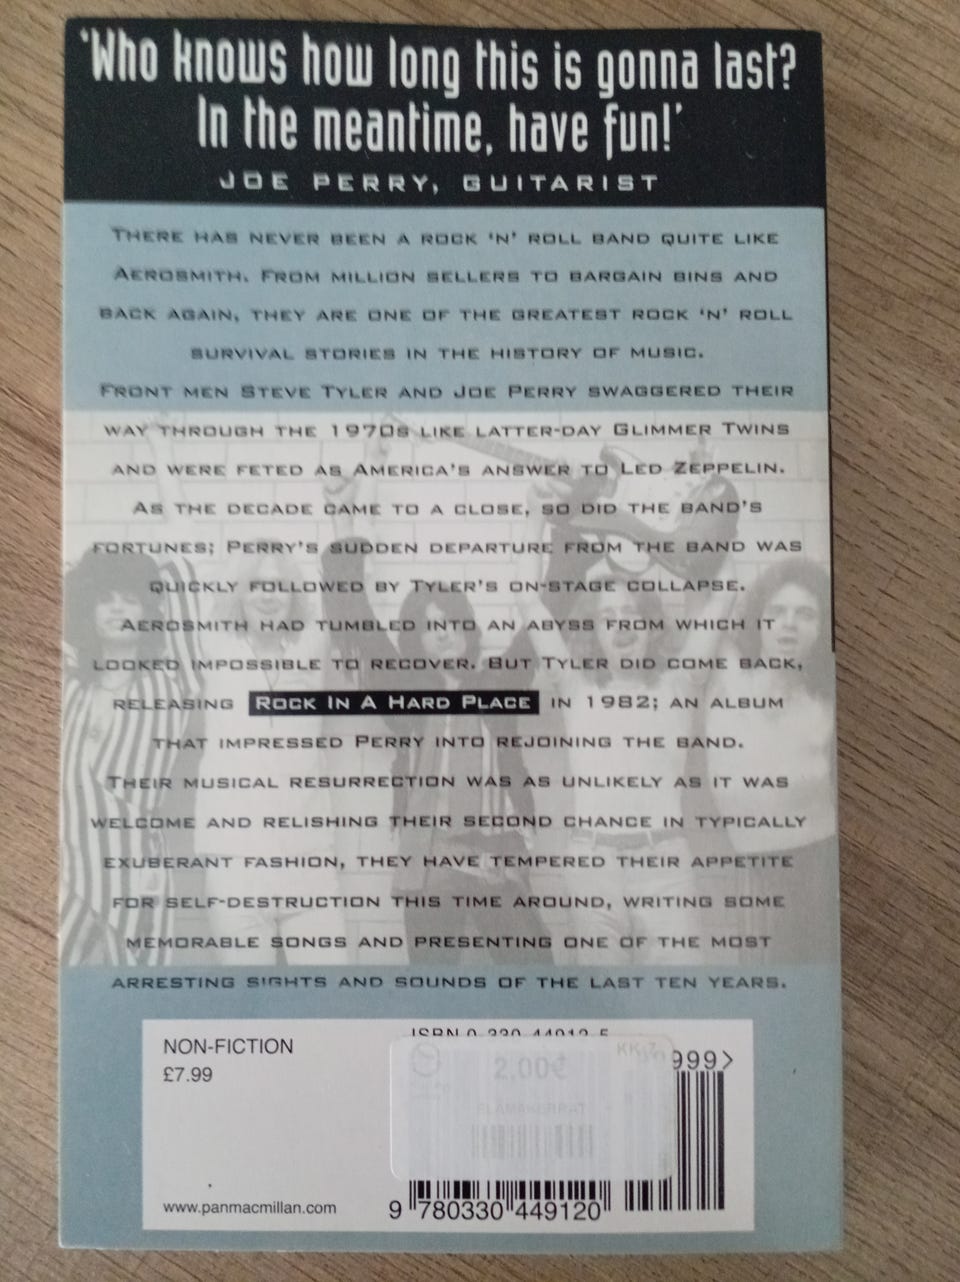 ‘Who knows how long this is gonna last?
In the meantime, have fun!’
JOE PERRY, GUITARIST
THERE HAS NEVER BEEN A ROCK ‘N’ ROLL BAND QUITE LIKE
AEROSMITH. FROM MILLION SELLERS TO BARGAIN BINS AND
BACK AGAIN, THEY ARE ONE OF THE GREATEST ROCK ‘N’ ROLL
SURVIVAL STORIES IN THE HISTORY OF MUSIC.
FRONT MEN STEVE TYLER AND JOE PERRY SWAGGERED THEIR
WAY THROUGH THE 1970S LIKE LATTER-DAY GLIMMER TWINS
AND WERE FETED AS AMERICA’S ANSWER TO LED ZEPPELIN.
AS THE DECADE CAME TO A CLOSE, SO DID THE BAND’S
FORTUNES; PERRY’S SUDDEN DEPARTURE FROM THE BAND WAS
QUICKLY FOLLOWED BY TYLER’S ON-STAGE COLLAPSE.
AEROSMITH HAD TUMBLED INTO AN ABYSS FROM WHICH IT
LOOKED IMPOSSIBLE TO RECOVER. BUT TYLER DID COME BACK,
RELEASING ROCK IN A HARD PLACE IN 1982; AN ALBUM
THAT IMPRESSED PERRY INTO REJOINING THE BAND.
THEIR MUSICAL RESURRECTION WAS AS UNLIKELY AS IT WAS
WELCOME AND RELISHING THEIR SECOND CHANCE IN TYPICALLY
EXUBERANT FASHION, THEY HAVE TEMPERED THEIR APPETITE
FOR SELF-DESTRUCTION THIS TIME AROUND, WRITING SOME
MEMORABLE SONGS AND PRESENTING ONE OF THE MOST
ARRESTING SIGHTS AND SOUNDS OF THE LAST TEN YEARS.
NON-FICTION
£7.99
ISBN 0-330-44912-5
2,00€
999>
www.panmacmillan.com
9 780330 449120